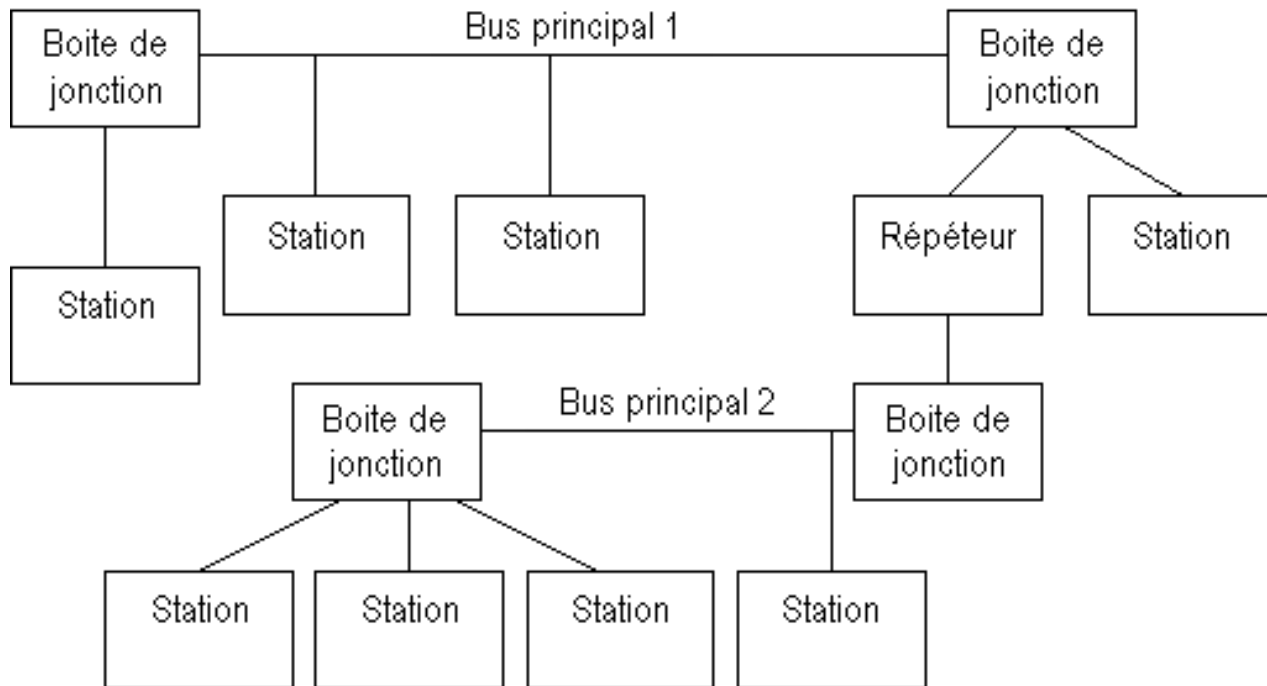 Bus principal 1
Boite de
jonction
Boite de
jonction
Station
Station
Répéteur
Station
Station
Bus principal 2
Boite de
jonction
Boite de
jonction
Station
Station
Station
Station